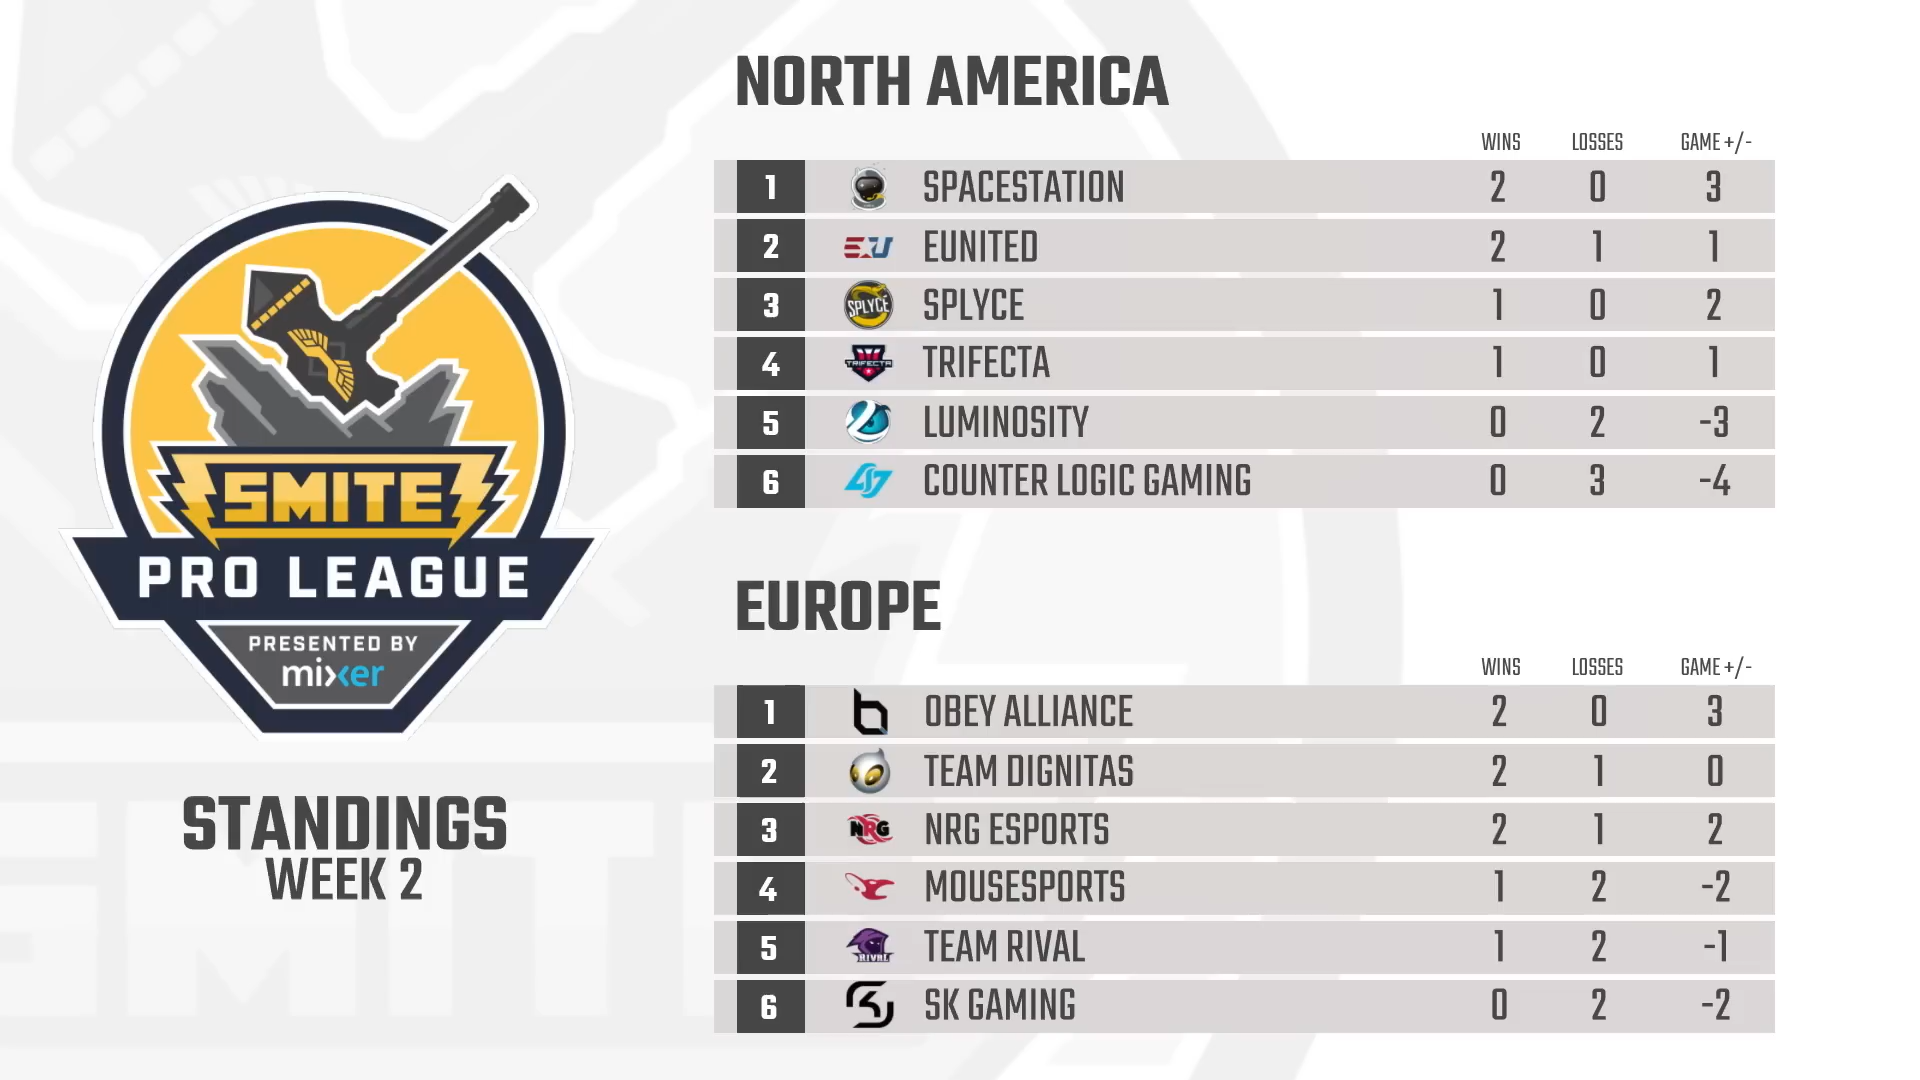 NORTH AMERICA
WINS LOSSES GAME +/-
1 SPACESTATION 2 0 3
2 EUNITED 2 1 1
3 SPLYCE SPLYCE 1 0 2
4 TRIFECTA TRIFECTA 1 0 1
5 LUMINOSITY 0 2 -3
6 COUNTER LOGIC GAMING 0 3 -4
SMITE
PRO LEAGUE
PRESENTED BY
mixer
STANDINGS
WEEK 2
EUROPE
WINS LOSSES GAME +/-
1 OBEY ALLIANCE 2 0 3
2 TEAM DIGNITAS 2 1 0
3 NRG NRG ESPORTS 2 1 2
4 MOUSESPORTS 1 2 -2
5 RIVAL TEAM RIVAL 1 2 -1
6 SK GAMING 0 2 -2